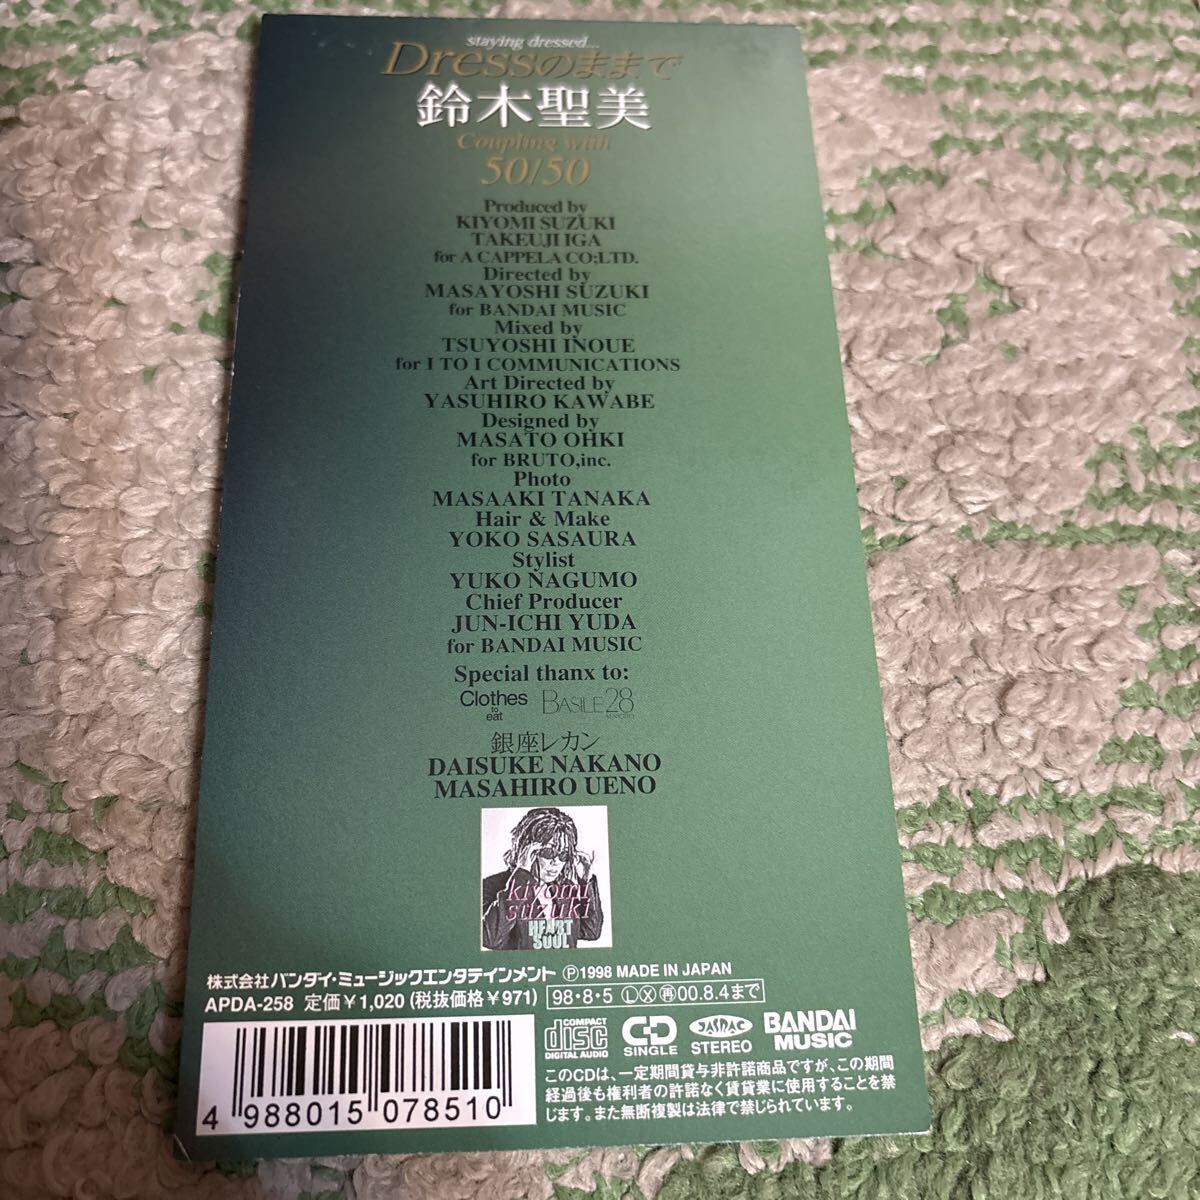 staying dressed...
Dressのままで
鈴木聖美
Coupling with
50/50
Produced by
KIYOMI SUZUKI
TAKEUJI IGA
for A CAPPELA CO;LTD.
Directed by
MASAYOSHI SUZUKI
for BANDAI MUSIC
Mixed by
TSUYOSHI INOUE
for I TO I COMMUNICATIONS
Art Directed by
YASUHIRO KAWABE
Designed by
MASATO OHKI
for BRUTO,inc.
Photo
MASAAKI TANAKA
Hair & Make
YOKO SASAURA
Stylist
YUKO NAGUMO
Chief Producer
JUN-ICHI YUDA
for BANDAI MUSIC
Special thanx to:
Clothes to eat BASILE28
銀座レカン
DAISUKE NAKANO
MASAHIRO UENO
kiyomi
suzuki
HEART
SOUL
株式会社バンダイ・ミュージックエンタテインメント Ⓟ1998 MADE IN JAPAN
APDA-258 定価￥1,020(税抜価格￥971) 98・8・5 ⓁⓍ㊥00.8.4まで
COMPACT disc DIGITAL AUDIO CD SINGLE JASRAC STEREO BANDAI MUSIC
このCDは、一定期間貸与非許諾商品ですが、この期間
経過後も権利者の許諾なく賃貸業に使用することを禁
じます。また無断複製は法律で禁じられています。
4 988015 078510